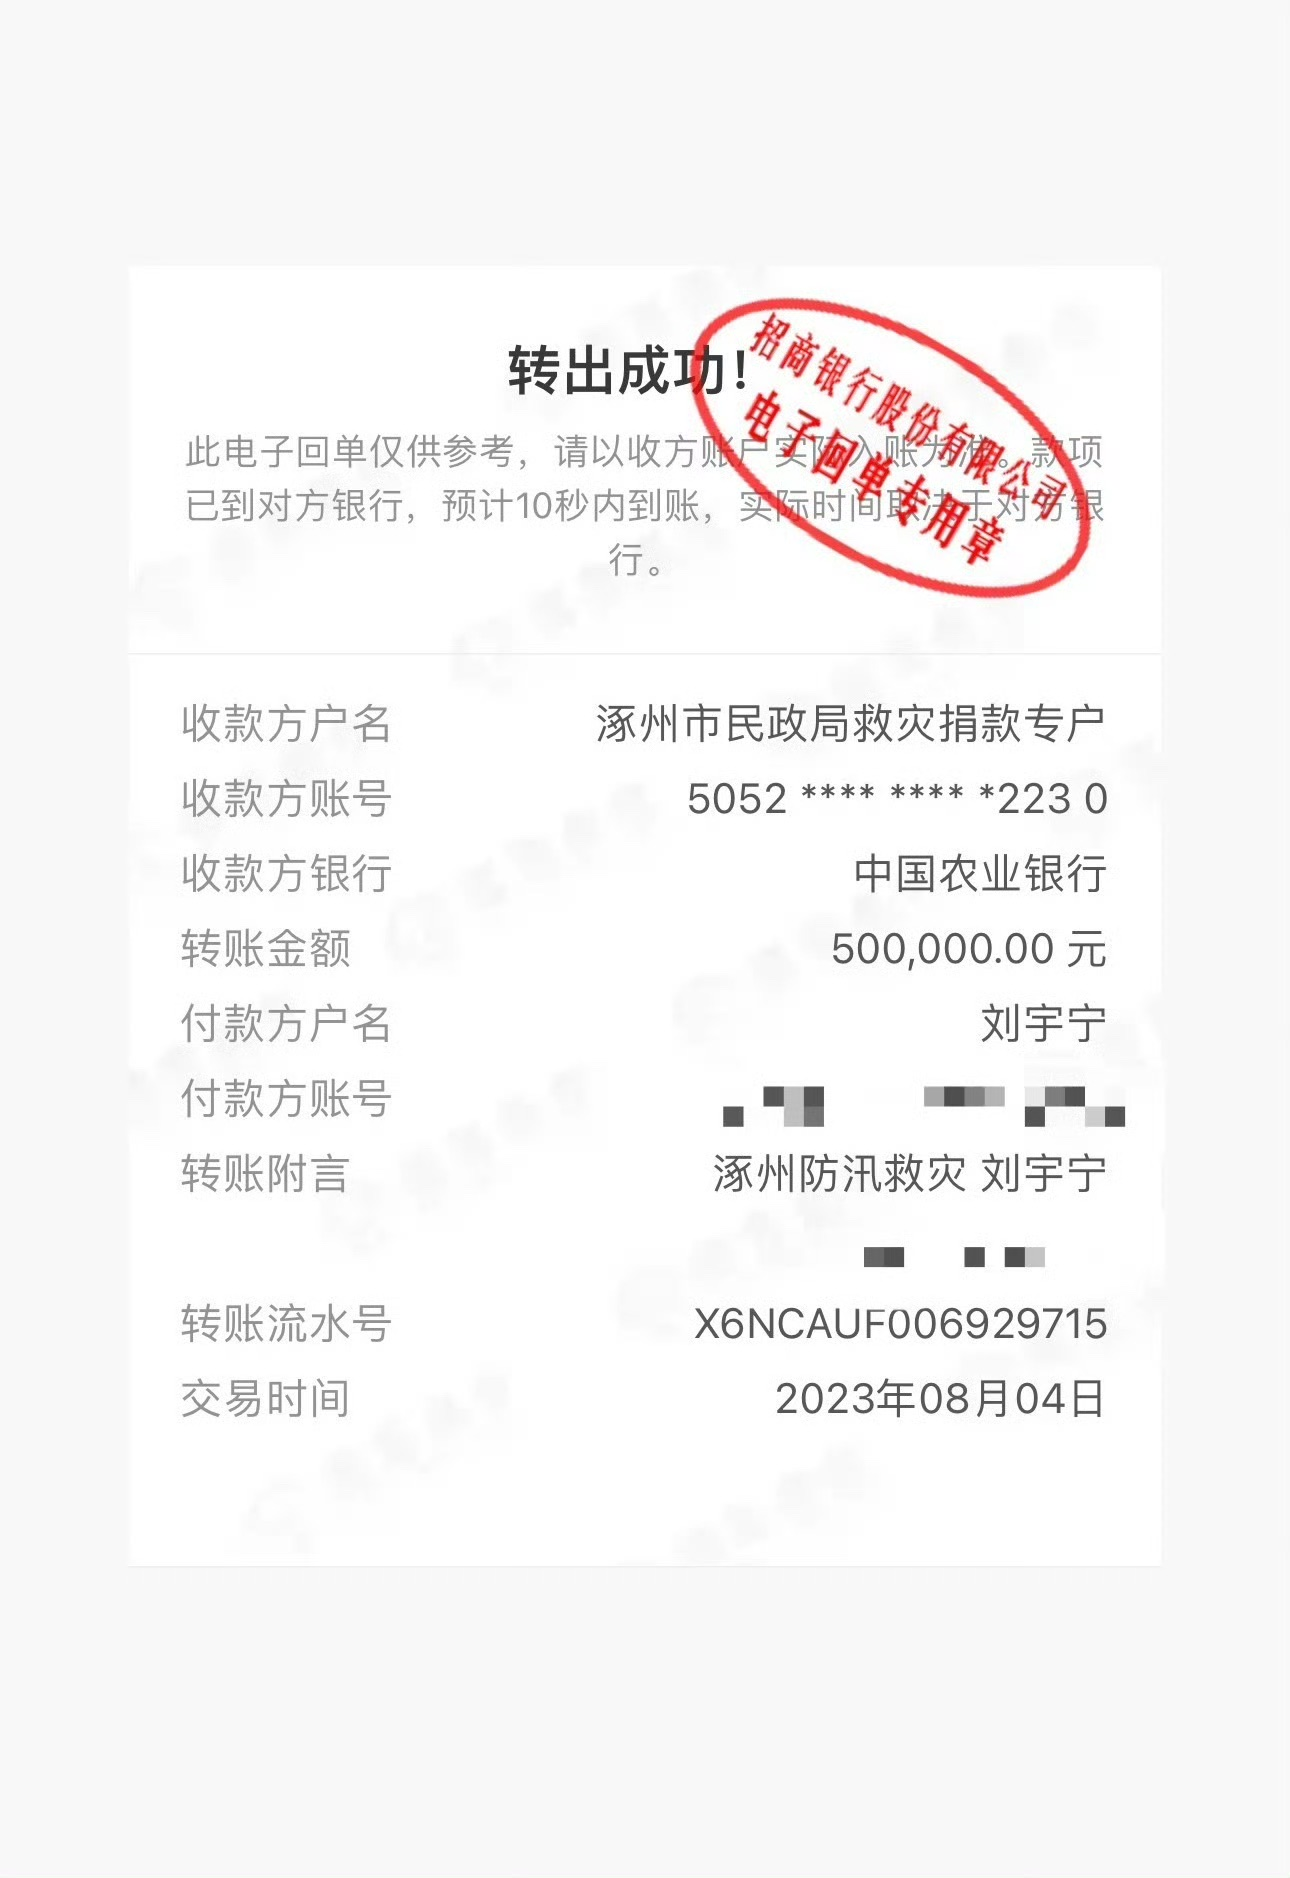 转出成功！
招商银行股份有限公司
电子回单专用章
此电子回单仅供参考，请以收方账户实际入账为准。款项
已到对方银行，预计10秒内到账，实际时间取决于对方银
行。
收款方户名 涿州市民政局救灾捐款专户
收款方账号 5052 **** **** *223 0
收款方银行 中国农业银行
转账金额 500,000.00 元
付款方户名 刘宇宁
付款方账号
转账附言 涿州防汛救灾 刘宇宁
转账流水号 X6NCAUF006929715
交易时间 2023年08月04日